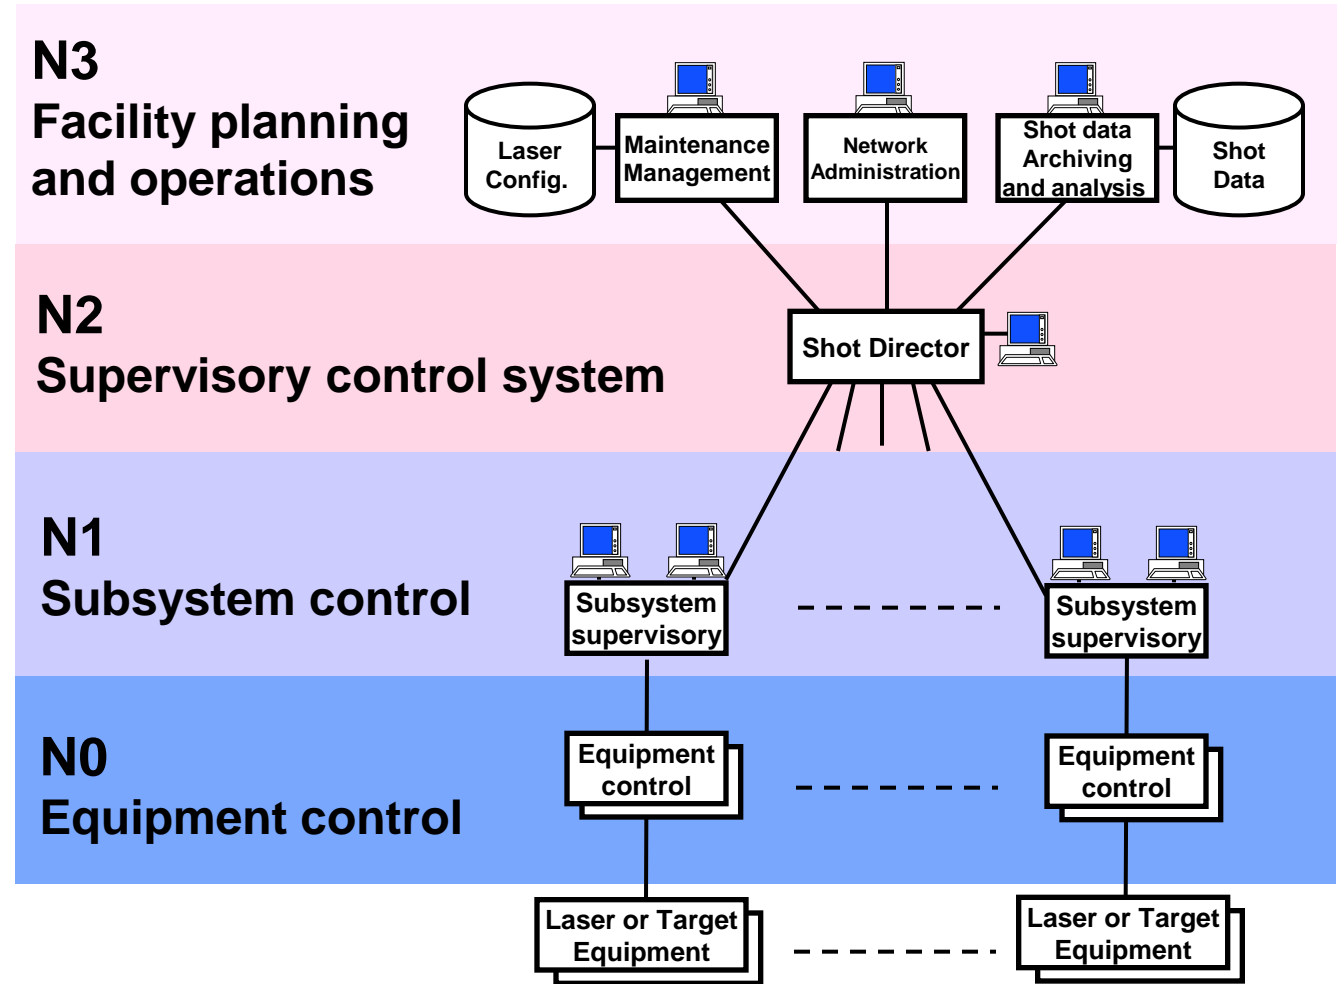 N3
Facility planning
and operations
Laser
Config.
Maintenance
Management
Network
Administration
Shot data
Archiving
and analysis
Shot
Data
N2
Supervisory control system
Shot Director
N1
Subsystem control
Subsystem
supervisory
Subsystem
supervisory
N0
Equipment control
Equipment
control
Equipment
control
Laser or Target
Equipment
Laser or Target
Equipment